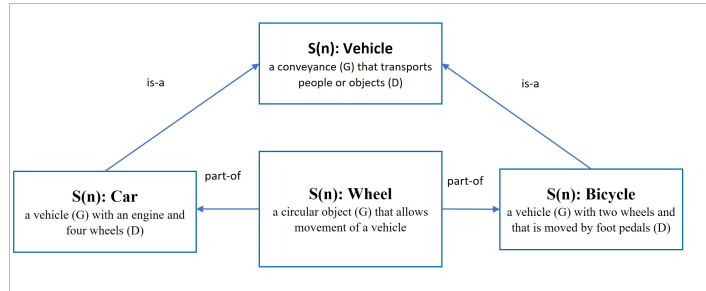 S(n): Vehicle
a conveyance (G) that transports
people or objects (D)
is-a
is-a
S(n): Car
a vehicle (G) with an engine and
four wheels (D)
part-of
S(n): Wheel
a circular object (G) that allows
movement of a vehicle
part-of
S(n): Bicycle
a vehicle (G) with two wheels and
that is moved by foot pedals (D)